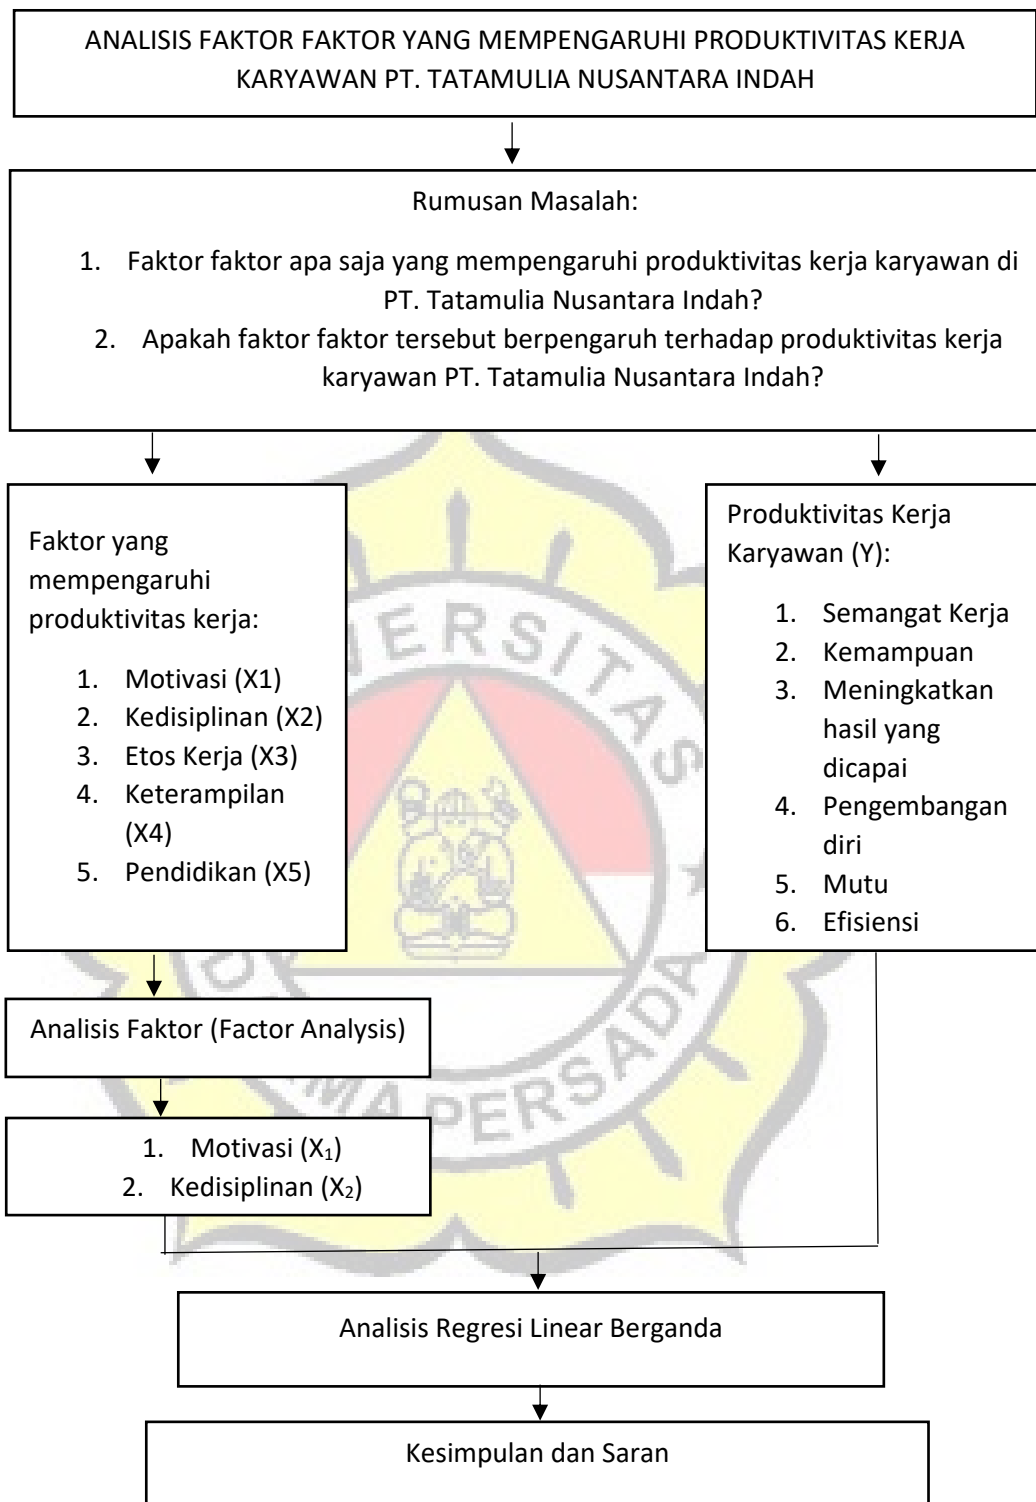 ANALISIS FAKTOR FAKTOR YANG MEMPENGARUHI PRODUKTIVITAS KERJA
KARYAWAN PT. TATAMULIA NUSANTARA INDAH
Rumusan Masalah:
1. Faktor faktor apa saja yang mempengaruhi produktivitas kerja karyawan di
PT. Tatamulia Nusantara Indah?
2. Apakah faktor faktor tersebut berpengaruh terhadap produktivitas kerja
karyawan PT. Tatamulia Nusantara Indah?
Faktor yang
mempengaruhi
produktivitas kerja:
1. Motivasi (X1)
2. Kedisiplinan (X2)
3. Etos Kerja (X3)
4. Keterampilan
(X4)
5. Pendidikan (X5)
Produktivitas Kerja
Karyawan (Y):
1. Semangat Kerja
2. Kemampuan
3. Meningkatkan
hasil yang
dicapai
4. Pengembangan
diri
5. Mutu
6. Efisiensi
Analisis Faktor (Factor Analysis)
1. Motivasi (X₁)
2. Kedisiplinan (X₂)
Analisis Regresi Linear Berganda
Kesimpulan dan Saran